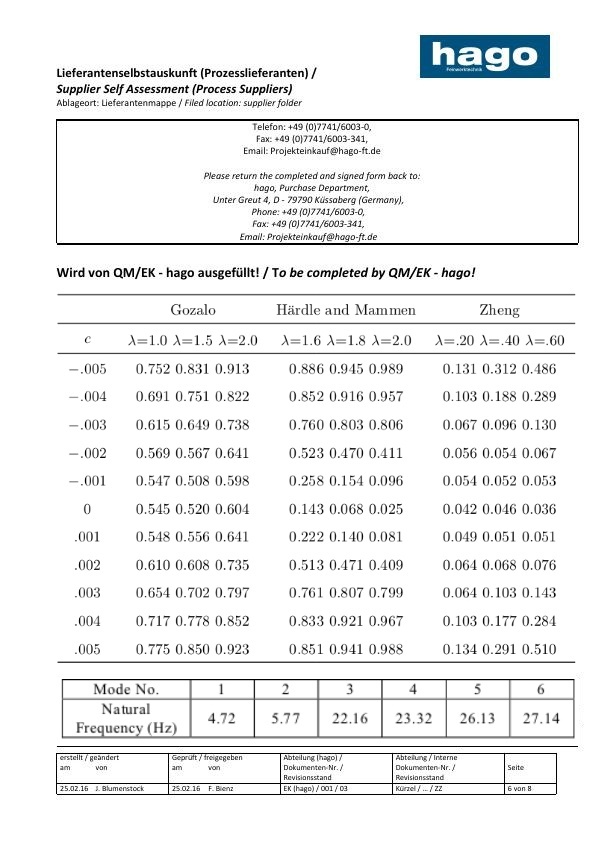 hago
Feinwerktechnik
Lieferantenselbstauskunft (Prozesslieferanten) /
Supplier Self Assessment (Process Suppliers)
Ablageort: Lieferantenmappe / Filed location: supplier folder
Telefon: +49 (0)7741/6003-0,
Fax: +49 (0)7741/6003-341,
Email: Projekteinkauf@hago-ft.de
Please return the completed and signed form back to:
hago, Purchase Department,
Unter Greut 4, D - 79790 Küssaberg (Germany),
Phone: +49 (0)7741/6003-0,
Fax: +49 (0)7741/6003-341,
Email: Projekteinkauf@hago-ft.de
Wird von QM/EK - hago ausgefüllt! / To be completed by QM/EK - hago!
Gozalo Härdle and Mammen Zheng
c λ=1.0 λ=1.5 λ=2.0 λ=1.6 λ=1.8 λ=2.0 λ=.20 λ=.40 λ=.60
−.005 0.752 0.831 0.913 0.886 0.945 0.989 0.131 0.312 0.486
−.004 0.691 0.751 0.822 0.852 0.916 0.957 0.103 0.188 0.289
−.003 0.615 0.649 0.738 0.760 0.803 0.806 0.067 0.096 0.130
−.002 0.569 0.567 0.641 0.523 0.470 0.411 0.056 0.054 0.067
−.001 0.547 0.508 0.598 0.258 0.154 0.096 0.054 0.052 0.053
0 0.545 0.520 0.604 0.143 0.068 0.025 0.042 0.046 0.036
.001 0.548 0.556 0.641 0.222 0.140 0.081 0.049 0.051 0.051
.002 0.610 0.608 0.735 0.513 0.471 0.409 0.064 0.068 0.076
.003 0.654 0.702 0.797 0.761 0.807 0.799 0.064 0.103 0.143
.004 0.717 0.778 0.852 0.833 0.921 0.967 0.103 0.177 0.284
.005 0.775 0.850 0.923 0.851 0.941 0.988 0.134 0.291 0.510
Mode No. 1 2 3 4 5 6
Natural
Frequency (Hz) 4.72 5.77 22.16 23.32 26.13 27.14
erstellt / geändert Geprüft / freigegeben Abteilung (hago) / Abteilung / Interne
am von am von Dokumenten-Nr. / Dokumenten-Nr. / Seite
Revisionsstand Revisionsstand
25.02.16 J. Blumenstock 25.02.16 F. Bienz EK (hago) / 001 / 03 Kürzel / ... / ZZ 6 von 8